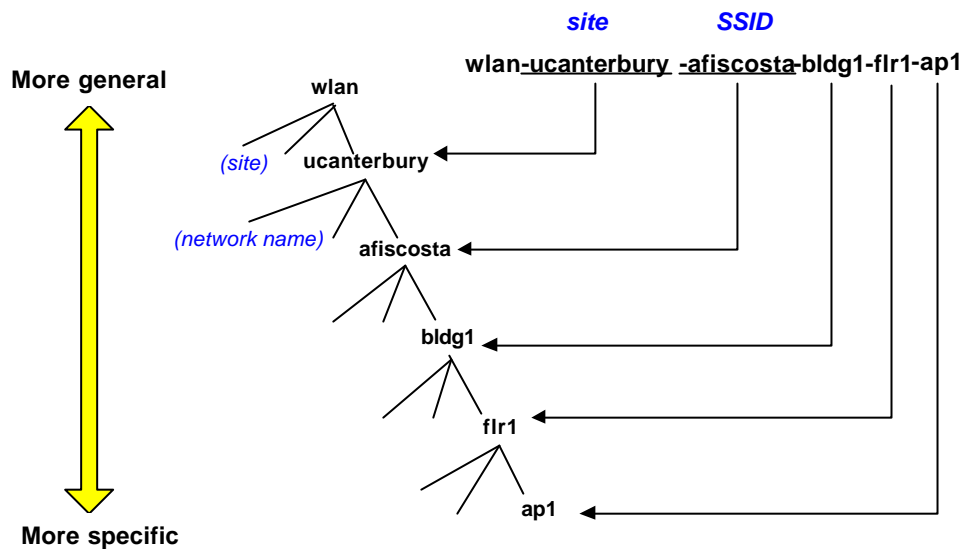 site SSID
wlan-ucanterbury -afiscosta-bldg1-flr1-ap1
More general
wlan
(site)
ucanterbury
(network name)
afiscosta
bldg1
flr1
ap1
More specific